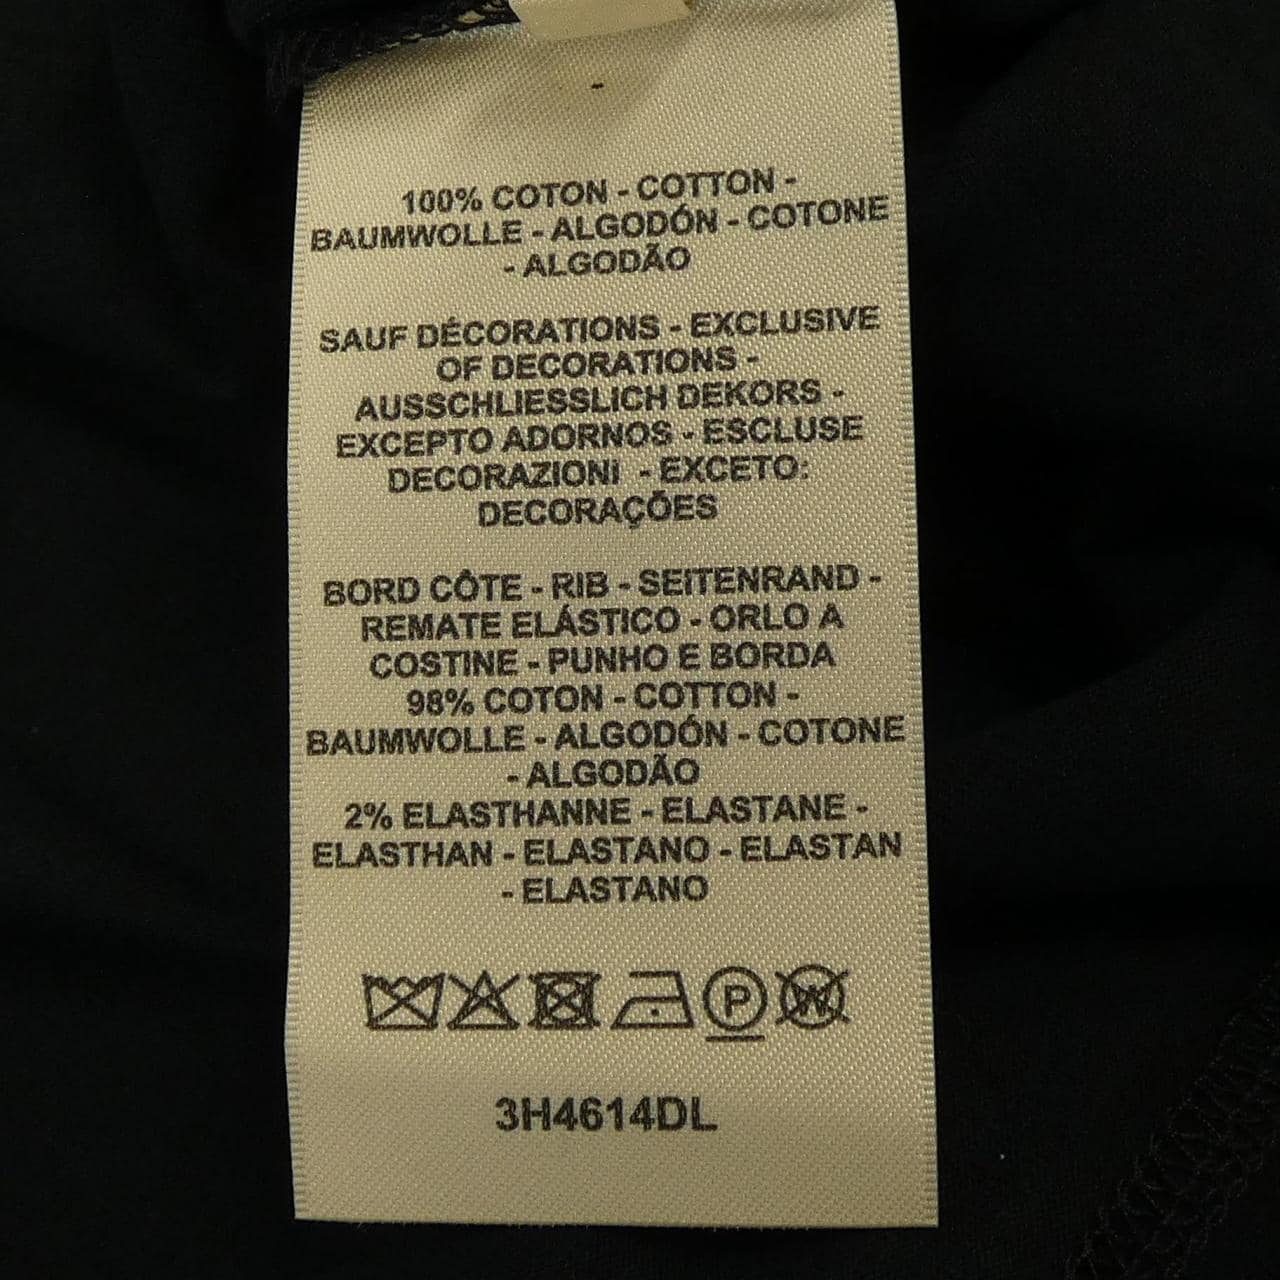 100% COTON - COTTON -
BAUMWOLLE - ALGODÓN - COTONE
- ALGODÃO
SAUF DÉCORATIONS - EXCLUSIVE
OF DECORATIONS -
AUSSCHLIESSLICH DEKORS -
EXCEPTO ADORNOS - ESCLUSE
DECORAZIONI - EXCETO:
DECORAÇÕES
BORD CÔTE - RIB - SEITENRAND -
REMATE ELÁSTICO - ORLO A
COSTINE - PUNHO E BORDA
98% COTON - COTTON -
BAUMWOLLE - ALGODÓN - COTONE
- ALGODÃO
2% ELASTHANNE - ELASTANE -
ELASTHAN - ELASTANO - ELASTAN
- ELASTANO
P W
3H4614DL